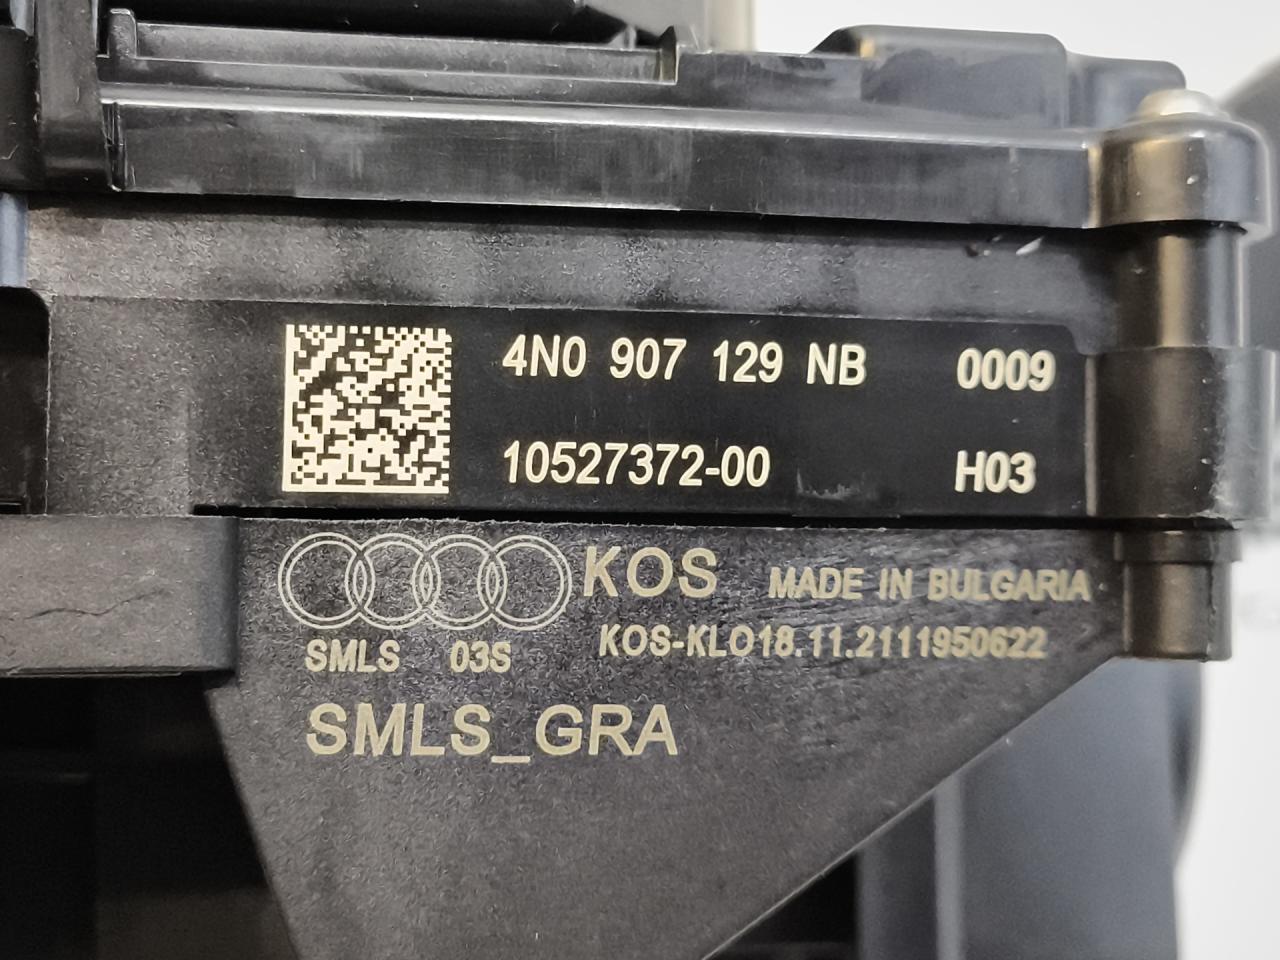 4N0 907 129 NB 0009
10527372-00 H03
KOS MADE IN BULGARIA
SMLS 03S KOS-KLO18.11.2111950622
SMLS_GRA